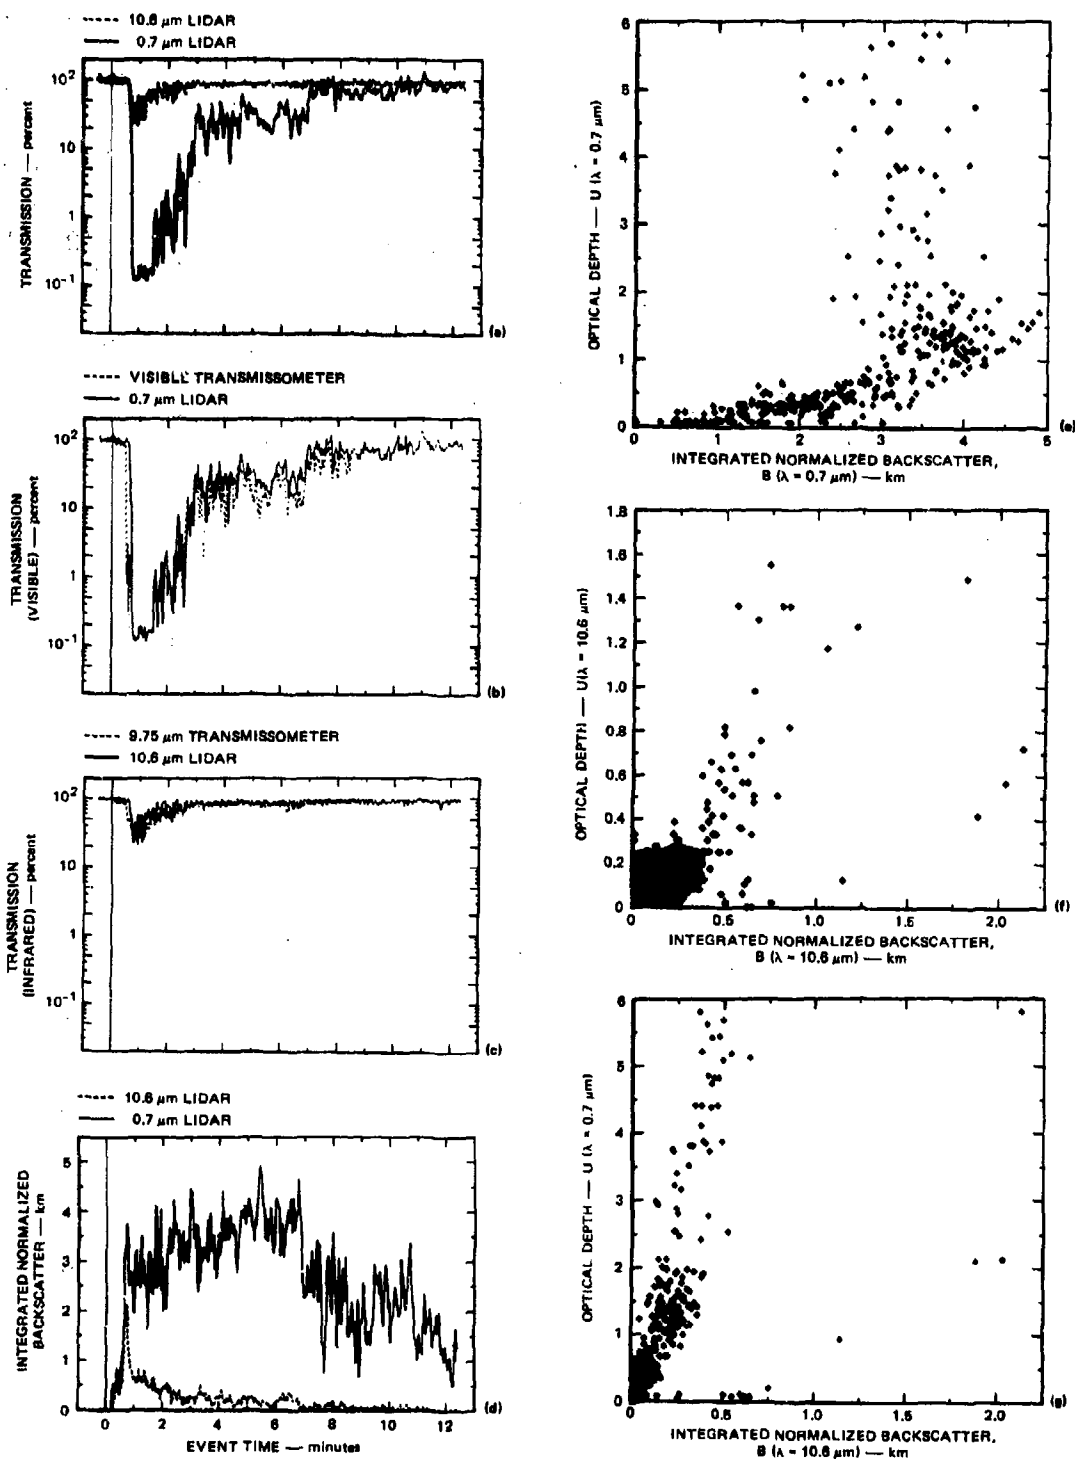 10.6 μm LIDAR
0.7 μm LIDAR
10²
10
1
10⁻¹
TRANSMISSION — percent
(a)
VISIBLE TRANSMISSOMETER
0.7 μm LIDAR
10²
10
1
10⁻¹
TRANSMISSION
(VISIBLE) — percent
(b)
9.75 μm TRANSMISSOMETER
10.6 μm LIDAR
10²
10
1
10⁻¹
TRANSMISSION
(INFRARED) — percent
(c)
10.6 μm LIDAR
0.7 μm LIDAR
5
4
3
2
1
0
INTEGRATED NORMALIZED
BACKSCATTER — km
(d)
0 2 4 6 8 10 12
EVENT TIME — minutes
6
5
4
3
2
1
0
OPTICAL DEPTH — U (λ = 0.7 μm)
(e)
0 1 2 3 4 5
INTEGRATED NORMALIZED BACKSCATTER,
B (λ = 0.7 μm) — km
1.8
1.6
1.4
1.2
1.0
0.8
0.6
0.4
0.2
0
OPTICAL DEPTH — U(λ = 10.6 μm)
(f)
0 0.5 1.0 1.5 2.0
INTEGRATED NORMALIZED BACKSCATTER,
B (λ = 10.6 μm) — km
6
5
4
3
2
1
0
OPTICAL DEPTH — U (λ = 0.7 μm)
(g)
0 0.5 1.0 1.5 2.0
INTEGRATED NORMALIZED BACKSCATTER,
B (λ = 10.6 μm) — km